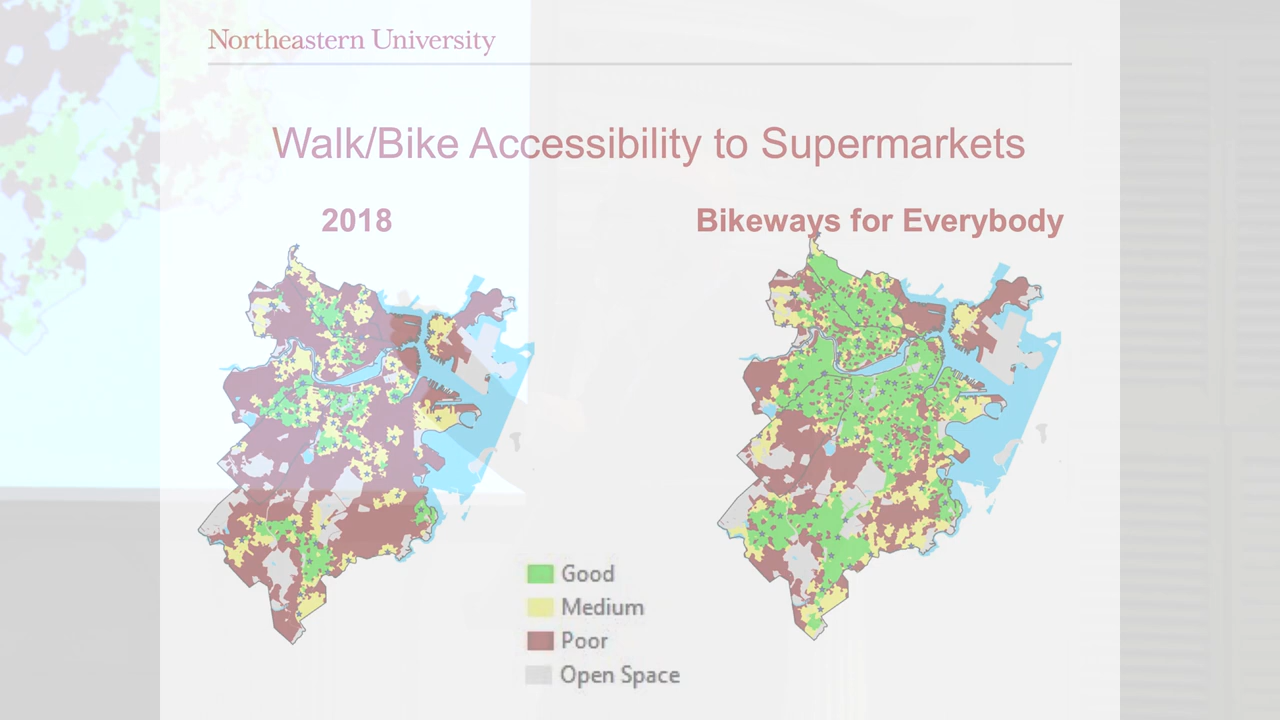 Northeastern University
Walk/Bike Accessibility to Supermarkets
2018
Bikeways for Everybody
Good
Medium
Poor
Open Space